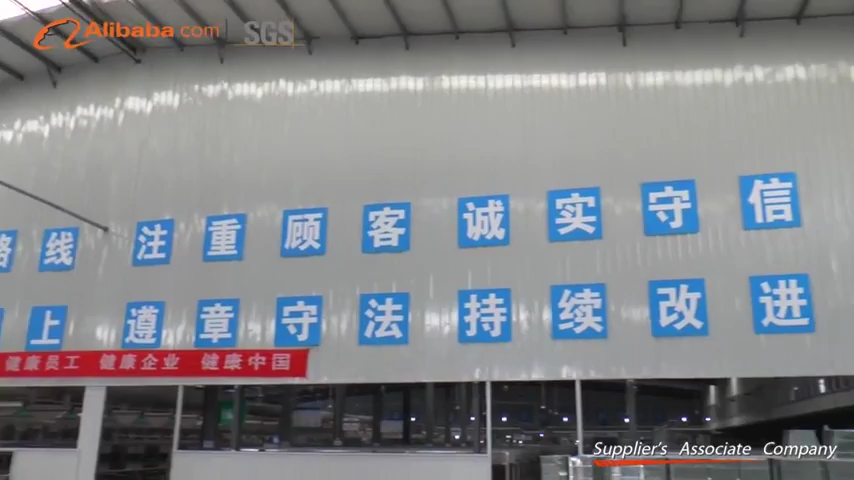 Alibaba.com | SGS
路线 注重顾客 诚实守信
上 遵章守法 持续改进
健康员工 健康企业 健康中国
Supplier's Associate Company